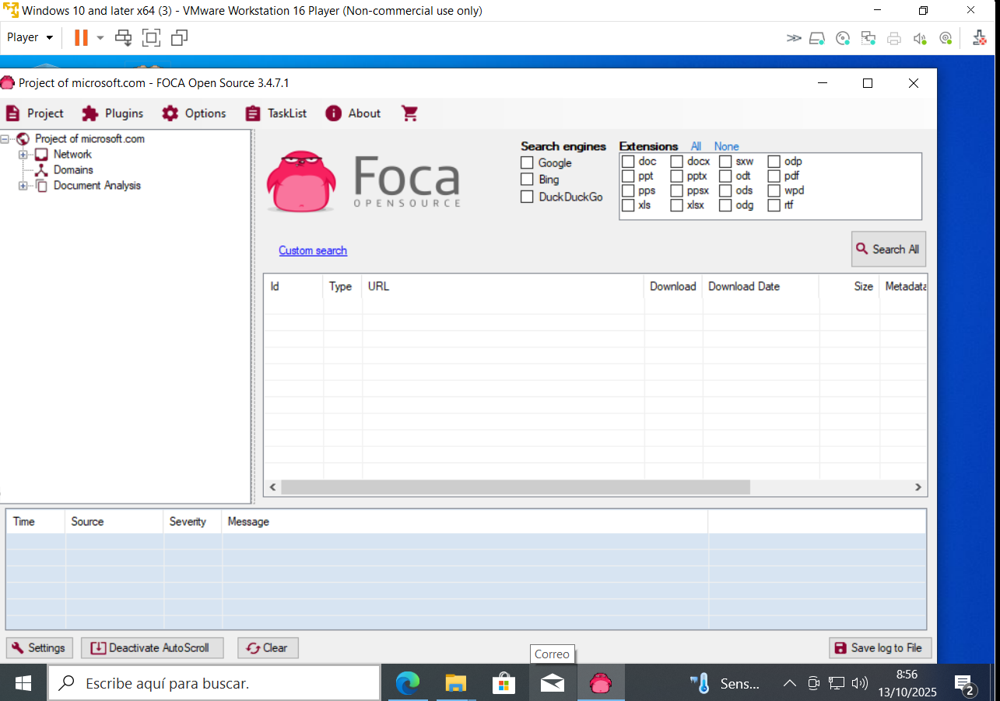 Windows 10 and later x64 (3) - VMware Workstation 16 Player (Non-commercial use only)
Player
Project of microsoft.com - FOCA Open Source 3.4.7.1
Project Plugins Options TaskList About
Project of microsoft.com
Network
Domains
Document Analysis
Foca
OPENSOURCE
Search engines
Google
Bing
DuckDuckGo
Extensions All None
doc docx sxw odp
ppt pptx odt pdf
pps ppsx ods wpd
xls xlsx odg rtf
Custom search
Search All
Id Type URL Download Download Date Size Metadata
Time Source Severity Message
Settings Deactivate AutoScroll Clear Save log to File
Correo
Escribe aquí para buscar.
Sens...
8:56
13/10/2025
2